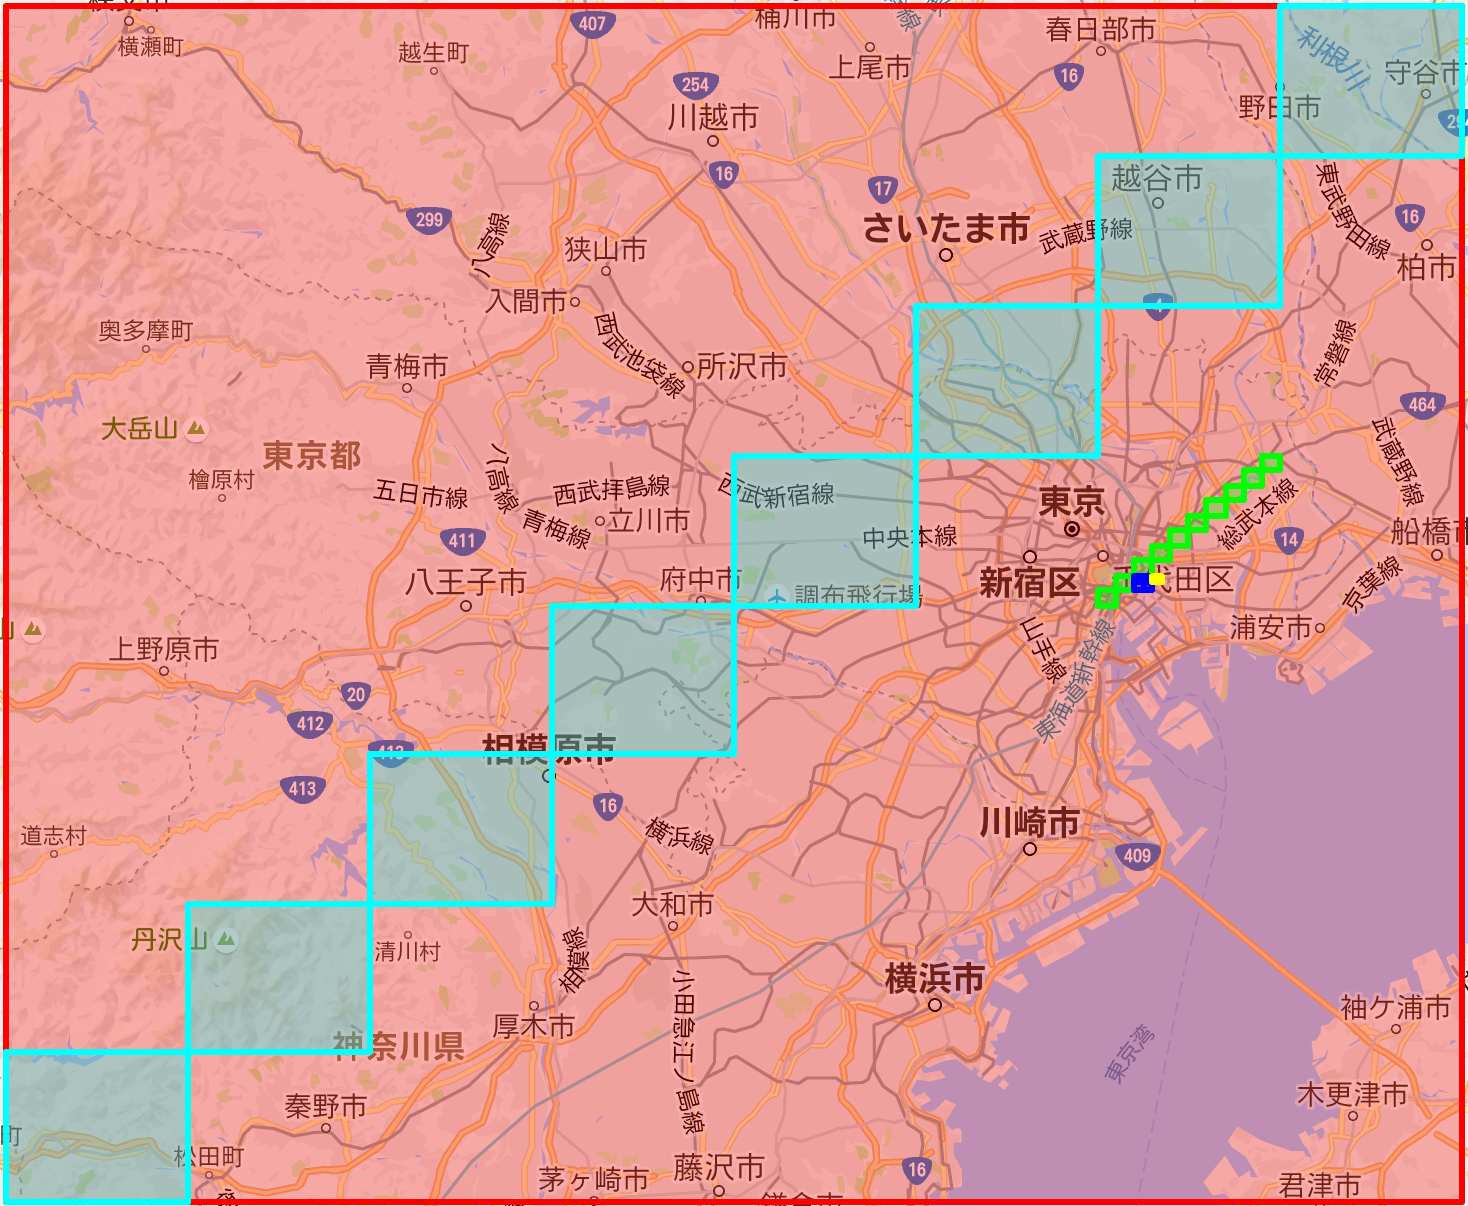 桶川市
春日部市
407
横瀬町
越生町
上尾市
16
利根川
守谷市
254
野田市
川越市
16
17
越谷市
東武野田線
16
299
八高線
さいたま市
武蔵野線
狭山市
柏市
入間市
4
奥多摩町
西武池袋線
常磐線
青梅市
所沢市
464
大岳山
東京都
武蔵野線
八高線
檜原村
五日市線
西武拝島線
西武新宿線
東京
総武本線
青梅線
立川市
411
中央本線
14
船橋市
八王子市
府中市
新宿区
代田区
調布飛行場
京葉線
山
上野原市
山手線
東海道新幹線
浦安市
20
412
相模原市
413
413
16
道志村
横浜線
川崎市
409
大和市
丹沢山
清川村
相模線
横浜市
小田急江ノ島線
厚木市
袖ケ浦市
神奈川県
東京湾
秦野市
木更津市
町
松田町
茅ヶ崎市
藤沢市
16
君津市
鎌倉市